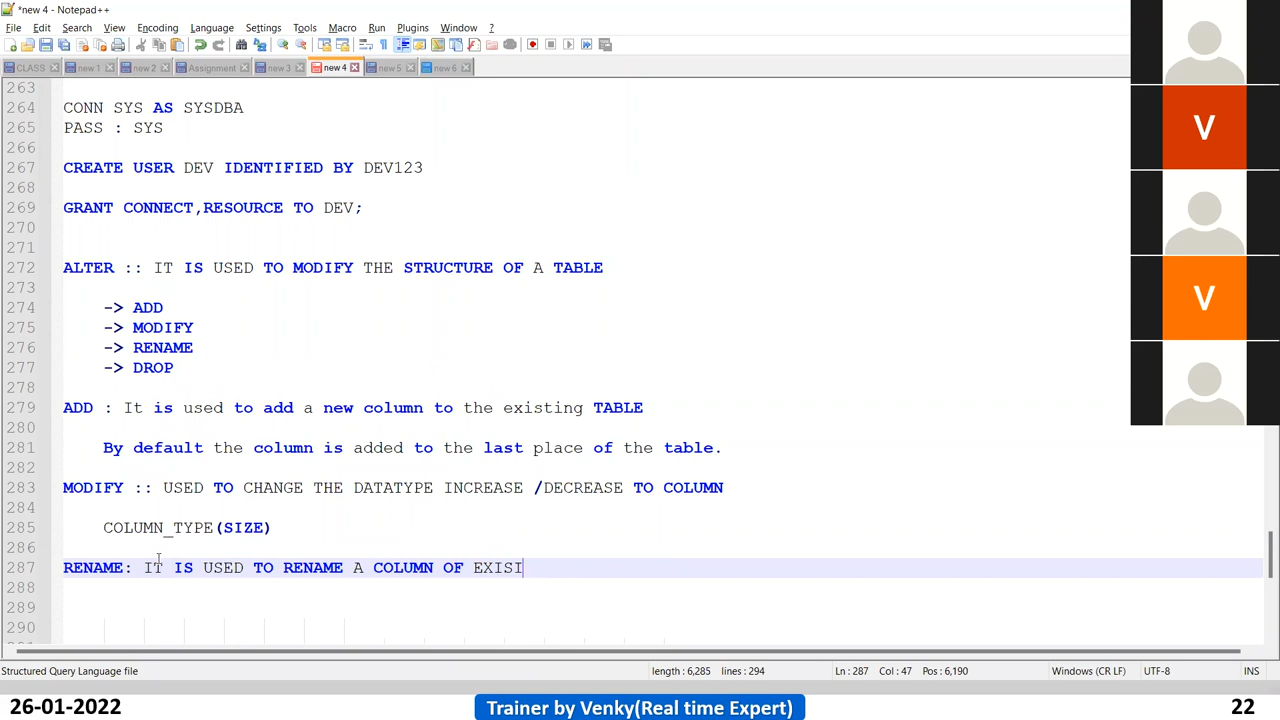 *new 4 - Notepad++
File Edit Search View Encoding Language Settings Tools Macro Run Plugins Window ?
CLASS new 1 new 2 Assignment new 3 new 4 new 5 new 6
263
264 CONN SYS AS SYSDBA
265 PASS : SYS
266
267 CREATE USER DEV IDENTIFIED BY DEV123
268
269 GRANT CONNECT,RESOURCE TO DEV;
270
271
272 ALTER :: IT IS USED TO MODIFY THE STRUCTURE OF A TABLE
273
274 -> ADD
275 -> MODIFY
276 -> RENAME
277 -> DROP
278
279 ADD : It is used to add a new column to the existing TABLE
280
281 By default the column is added to the last place of the table.
282
283 MODIFY :: USED TO CHANGE THE DATATYPE INCREASE /DECREASE TO COLUMN
284
285 COLUMN_TYPE(SIZE)
286
287 RENAME: IT IS USED TO RENAME A COLUMN OF EXISI
288
289
290
V
V
Structured Query Language file length : 6,285 lines : 294 Ln : 287 Col : 47 Pos : 6,190 Windows (CR LF) UTF-8 INS
26-01-2022 Trainer by Venky(Real time Expert) 22